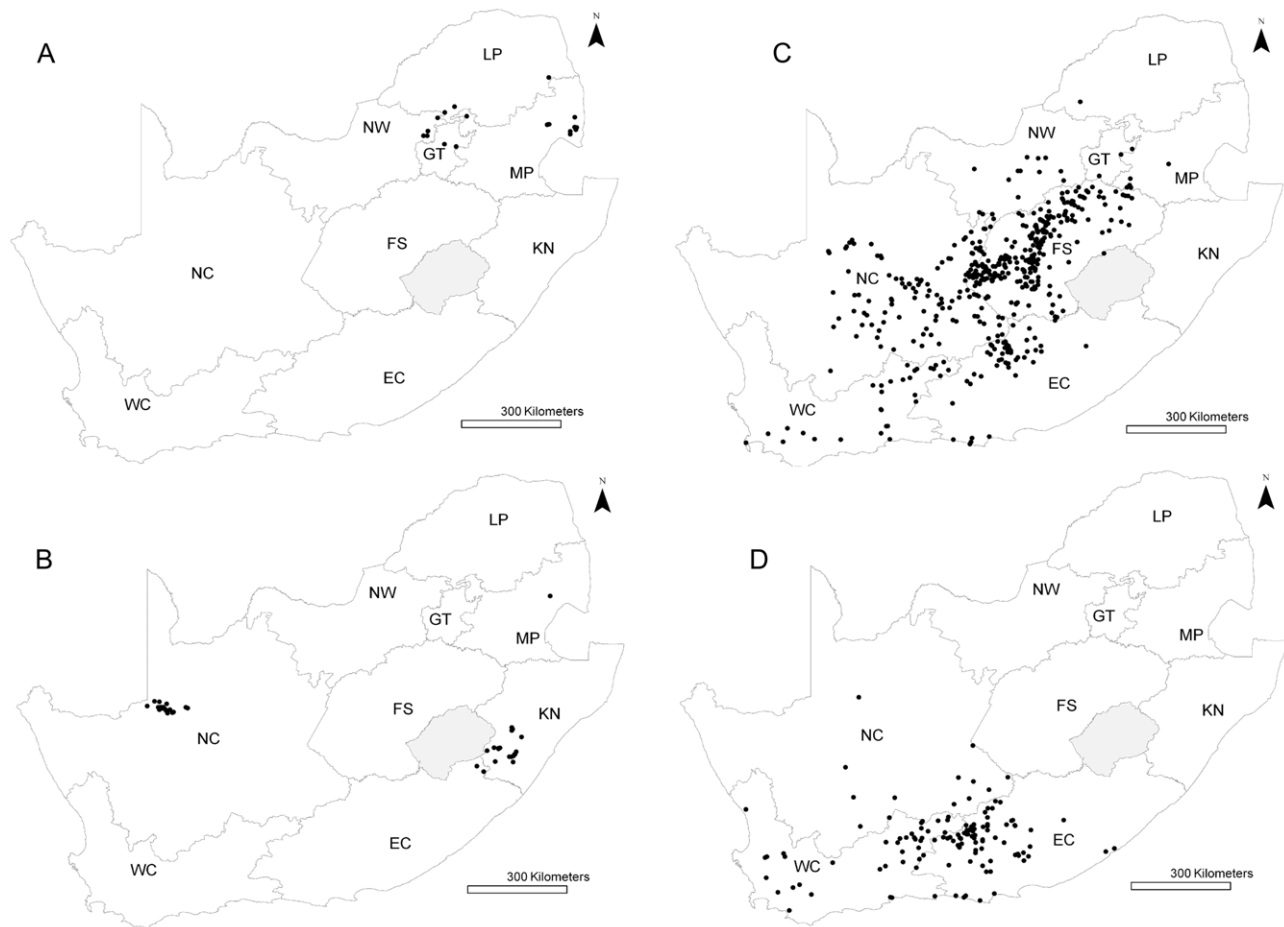 A
N
LP
NW
GT
MP
FS
KN
NC
EC
WC
300 Kilometers
C
N
LP
NW
GT
MP
FS
KN
NC
EC
WC
300 Kilometers
B
N
LP
NW
GT
MP
FS
KN
NC
EC
WC
300 Kilometers
D
N
LP
NW
GT
MP
FS
KN
NC
EC
WC
300 Kilometers